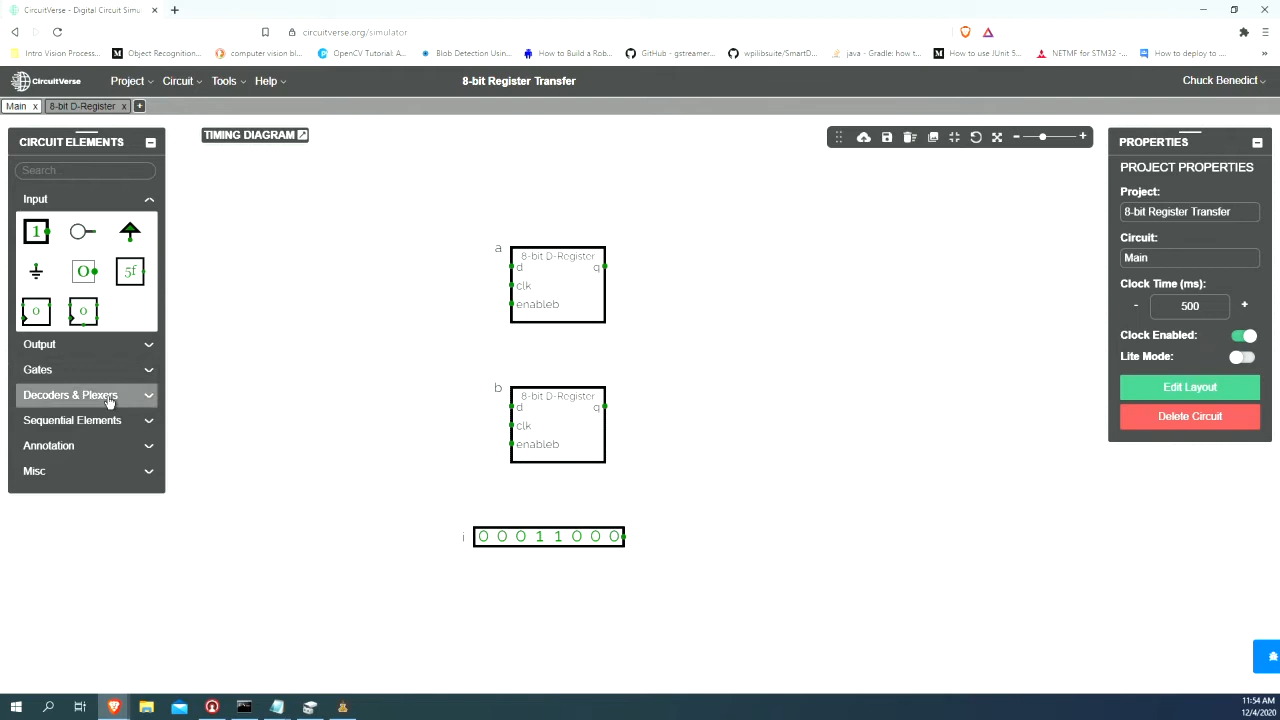 CircuitVerse - Digital Circuit Simu
circuitverse.org/simulator
Intro Vision Process...
Object Recognition...
computer vision bl...
OpenCV Tutorial: A...
Blob Detection Usin...
How to Build a Rob...
GitHub - gstreamer...
wpilibsuite/SmartD...
java - Gradle: how t...
How to use JUnit 5...
NETMF for STM32 -...
How to deploy to ...
CircuitVerse
Project
Circuit
Tools
Help
8-bit Register Transfer
Chuck Benedict
Main x
8-bit D-Register x
+
CIRCUIT ELEMENTS
Search...
Input
1
O
5f
0
0
Output
Gates
Decoders & Plexers
Sequential Elements
Annotation
Misc
TIMING DIAGRAM
a
8-bit D-Register
d q
clk
enableb
b
8-bit D-Register
d q
clk
enableb
i
0 0 0 1 1 0 0 0
PROPERTIES
PROJECT PROPERTIES
Project:
8-bit Register Transfer
Circuit:
Main
Clock Time (ms):
- 500 +
Clock Enabled:
Lite Mode:
Edit Layout
Delete Circuit
11:54 AM
12/4/2020